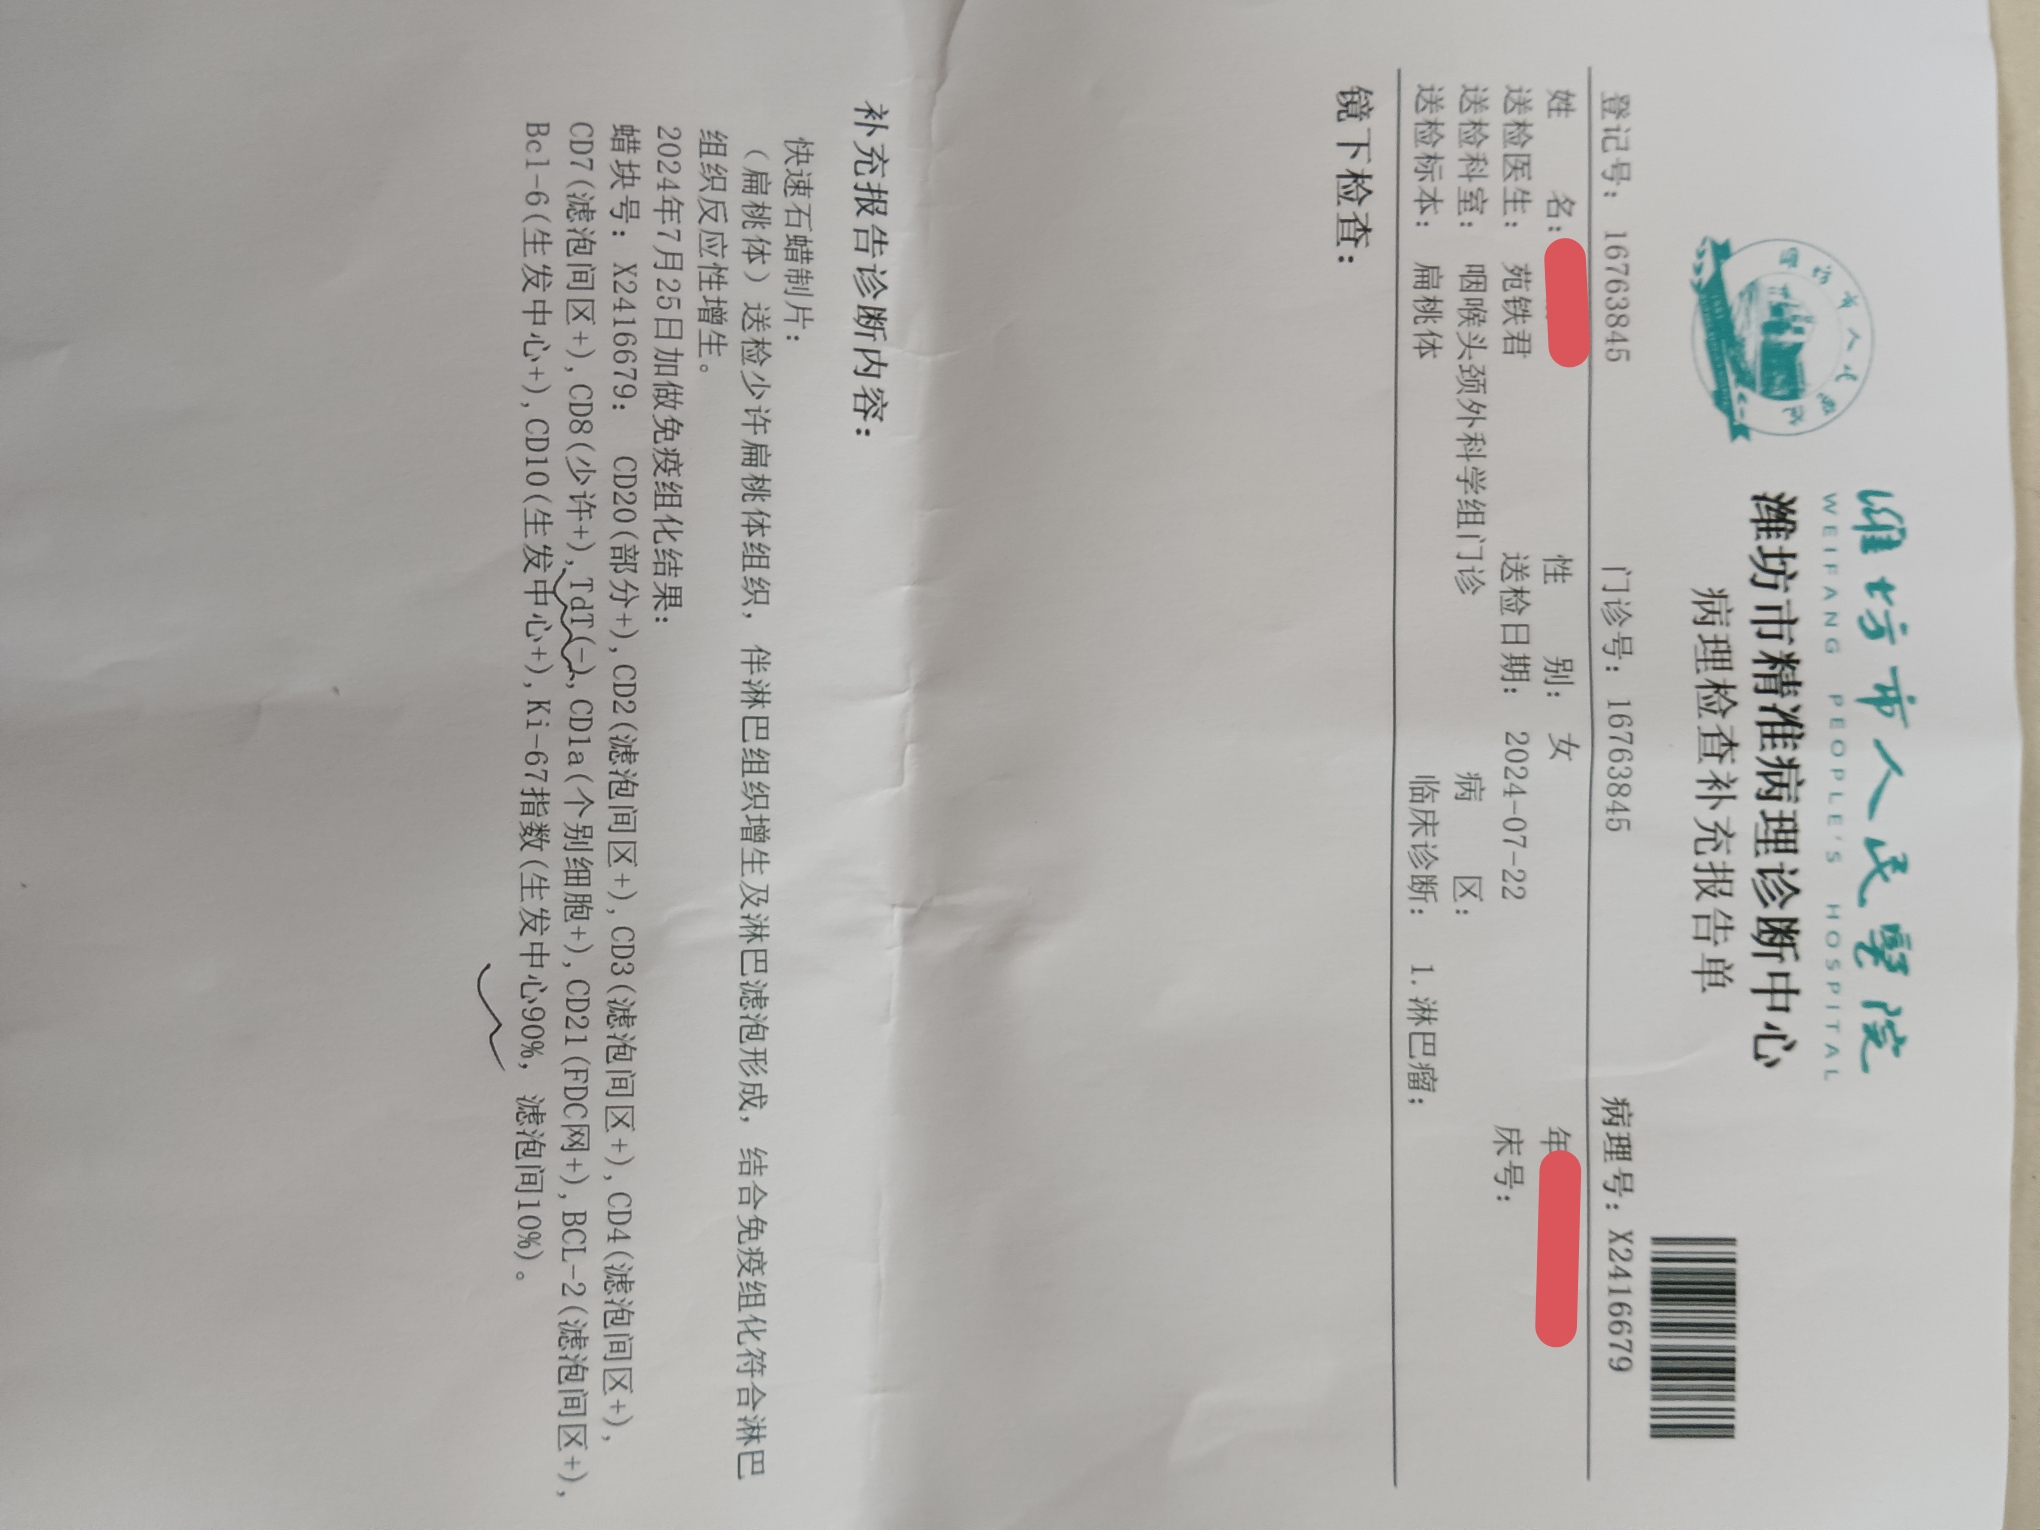 潍坊市人民医院
WEIFANG PEOPLE'S HOSPITAL
潍坊市精准病理诊断中心
病理检查补充报告单
登记号: 16763845 门诊号: 16763845 病理号: X2416679
姓 名: 性 别: 女 年
送检医生: 苑铁君 送检日期: 2024-07-22 床号:
送检科室: 咽喉头颈外科学组门诊 病 区:
送检标本: 扁桃体 临床诊断: 1.淋巴瘤;
镜下检查:
补充报告诊断内容:
快速石蜡制片:
(扁桃体)送检少许扁桃体组织, 伴淋巴组织增生及淋巴滤泡形成, 结合免疫组化符合淋巴
组织反应性增生。
2024年7月25日加做免疫组化结果:
蜡块号: X2416679: CD20(部分+),CD2(滤泡间区+),CD3(滤泡间区+),CD4(滤泡间区+),
CD7(滤泡间区+),CD8(少许+),TdT(-),CD1a(个别细胞+),CD21(FDC网+),BCL-2(滤泡间区+),
Bcl-6(生发中心+),CD10(生发中心+),Ki-67指数(生发中心90%, 滤泡间10%)。